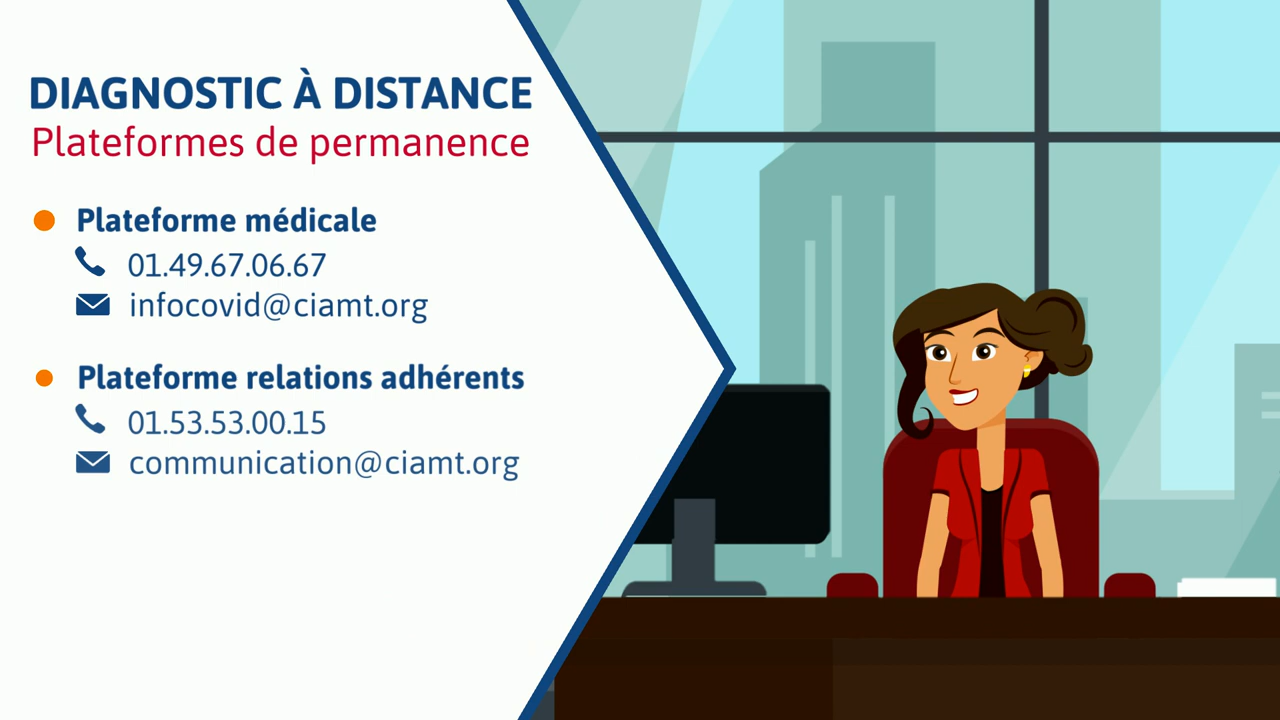 DIAGNOSTIC À DISTANCE
Plateformes de permanence
Plateforme médicale
01.49.67.06.67
infocovid@ciamt.org
Plateforme relations adhérents
01.53.53.00.15
communication@ciamt.org